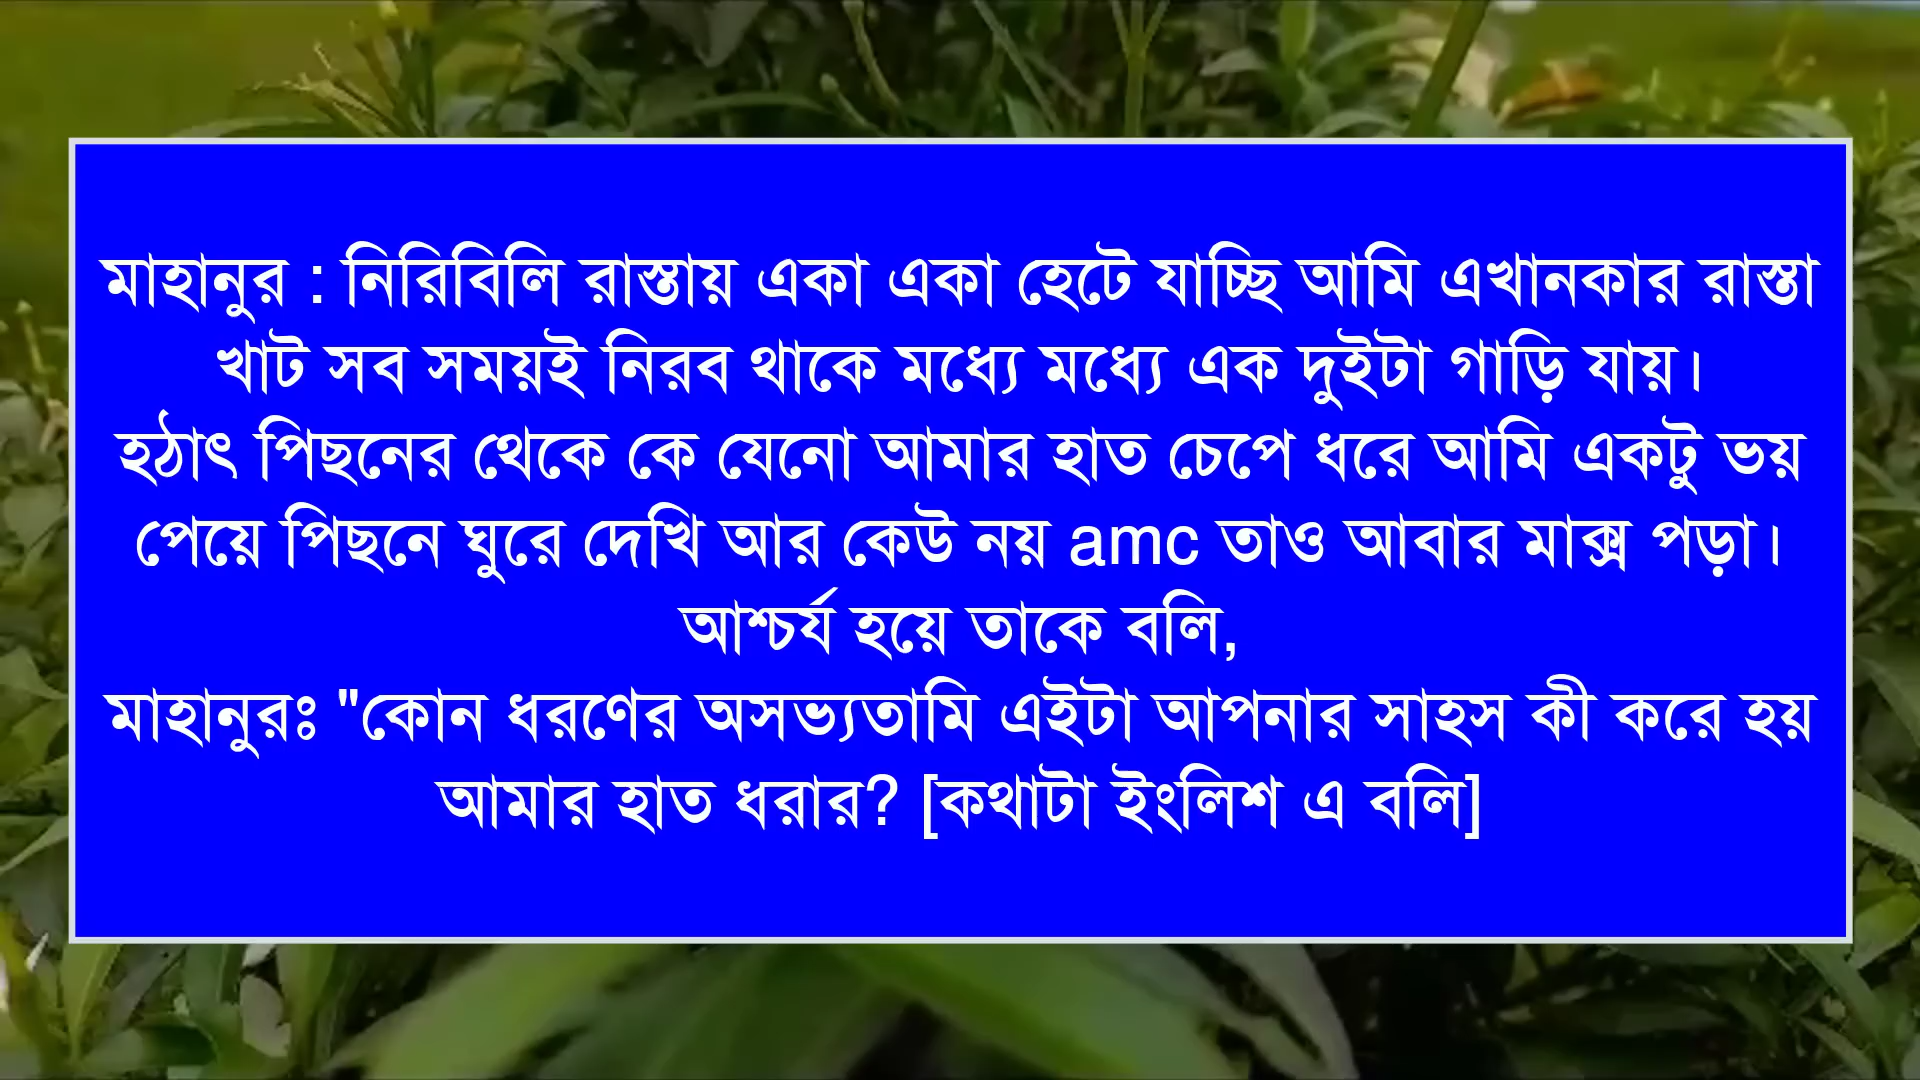 মাহানুর : নিরিবিলি রাস্তায় একা একা হেটে যাচ্ছি আমি এখানকার রাস্তা
খাট সব সময়ই নিরব থাকে মধ্যে মধ্যে এক দুইটা গাড়ি যায়।
হঠাৎ পিছনের থেকে কে যেনো আমার হাত চেপে ধরে আমি একটু ভয়
পেয়ে পিছনে ঘুরে দেখি আর কেউ নয় amc তাও আবার মাক্স পড়া।
আশ্চর্য হয়ে তাকে বলি,
মাহানুরঃ "কোন ধরণের অসভ্যতামি এইটা আপনার সাহস কী করে হয়
আমার হাত ধরার? [কথাটা ইংলিশ এ বলি]